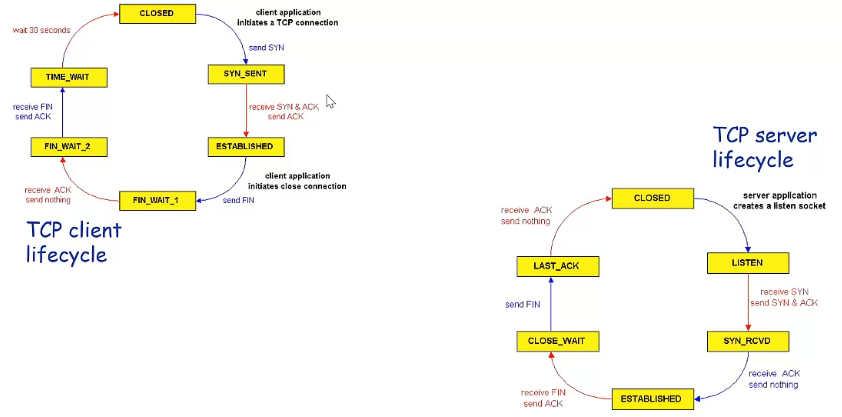 CLOSED
client application
initiates a TCP connection
wait 30 seconds
send SYN
TIME_WAIT
SYN_SENT
receive FIN
send ACK
receive SYN & ACK
send ACK
FIN_WAIT_2
ESTABLISHED
client application
initiates close connection
receive ACK
send nothing
FIN_WAIT_1
send FIN
TCP client
lifecycle
TCP server
lifecycle
CLOSED
server application
creates a listen socket
receive ACK
send nothing
LAST_ACK
LISTEN
receive SYN
send SYN & ACK
send FIN
CLOSE_WAIT
SYN_RCVD
receive ACK
send nothing
receive FIN
send ACK
ESTABLISHED